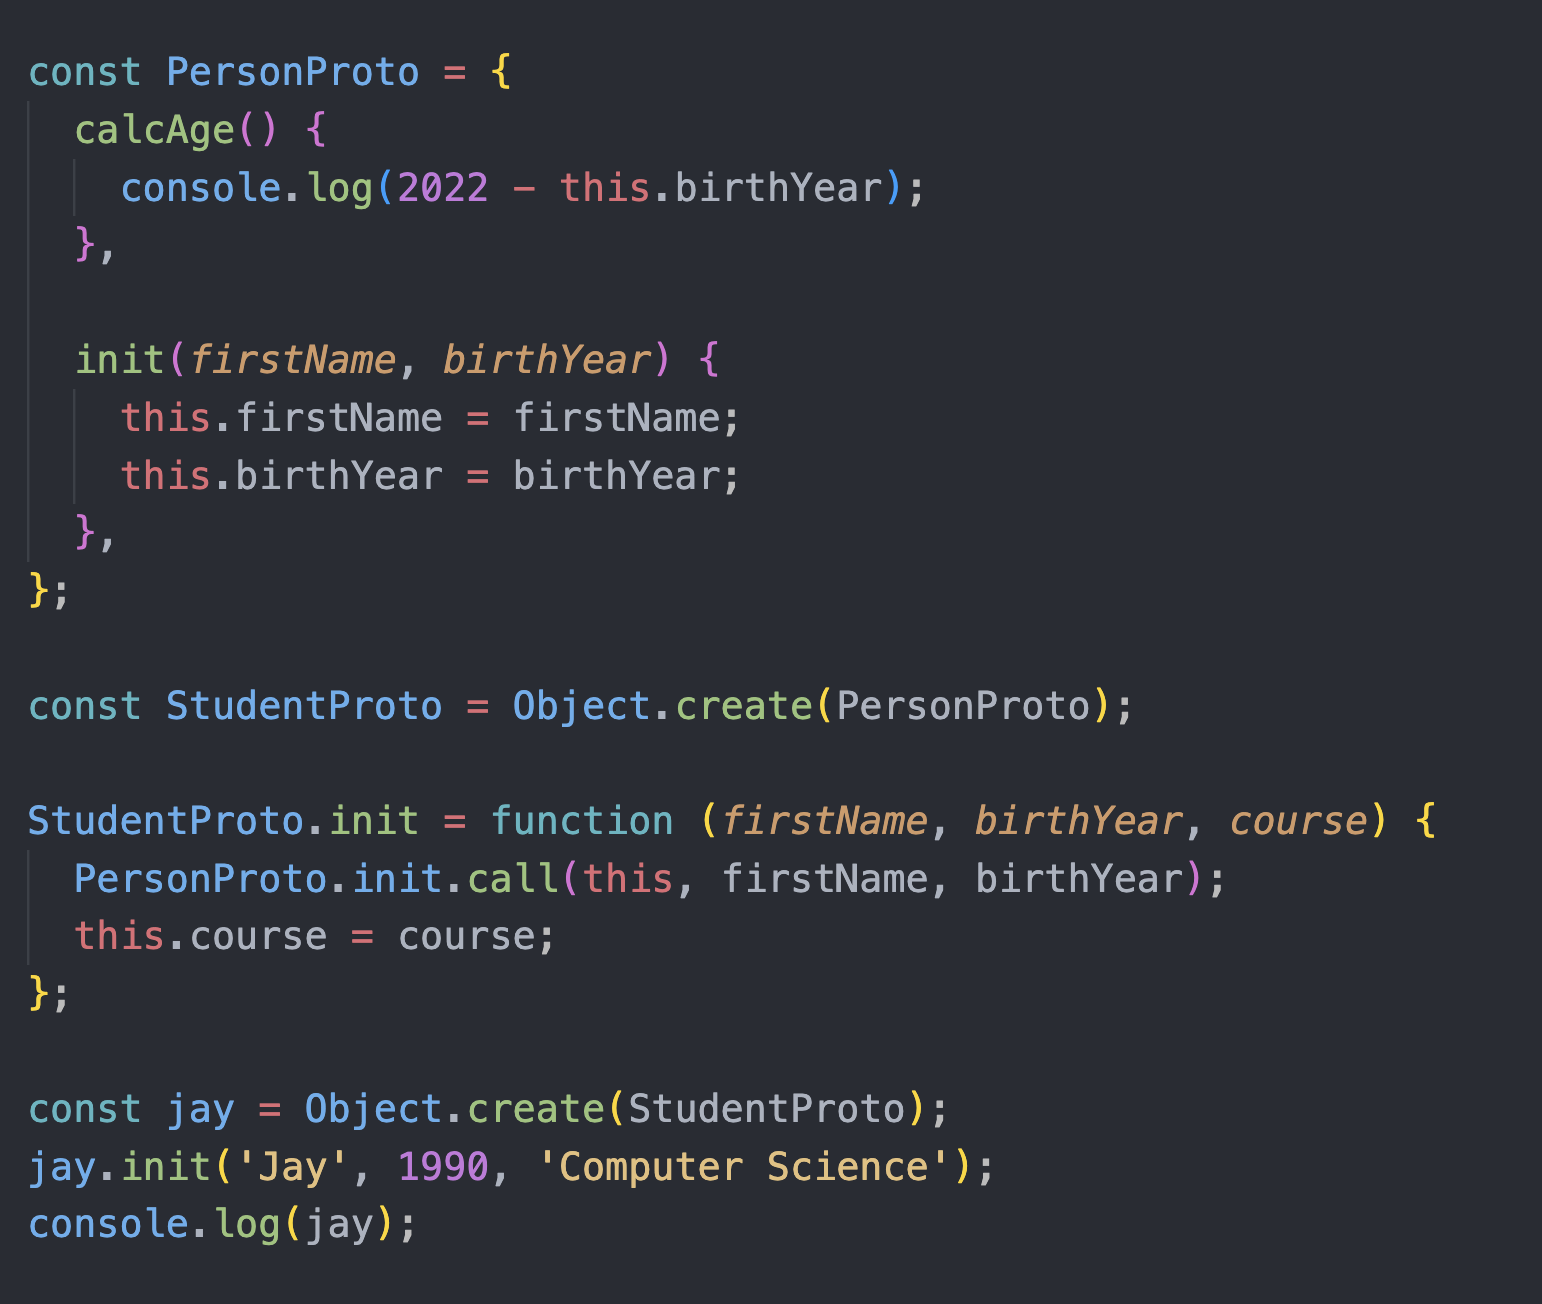 const PersonProto = {
  calcAge() {
    console.log(2022 - this.birthYear);
  },

  init(firstName, birthYear) {
    this.firstName = firstName;
    this.birthYear = birthYear;
  },
};

const StudentProto = Object.create(PersonProto);

StudentProto.init = function (firstName, birthYear, course) {
  PersonProto.init.call(this, firstName, birthYear);
  this.course = course;
};

const jay = Object.create(StudentProto);
jay.init('Jay', 1990, 'Computer Science');
console.log(jay);